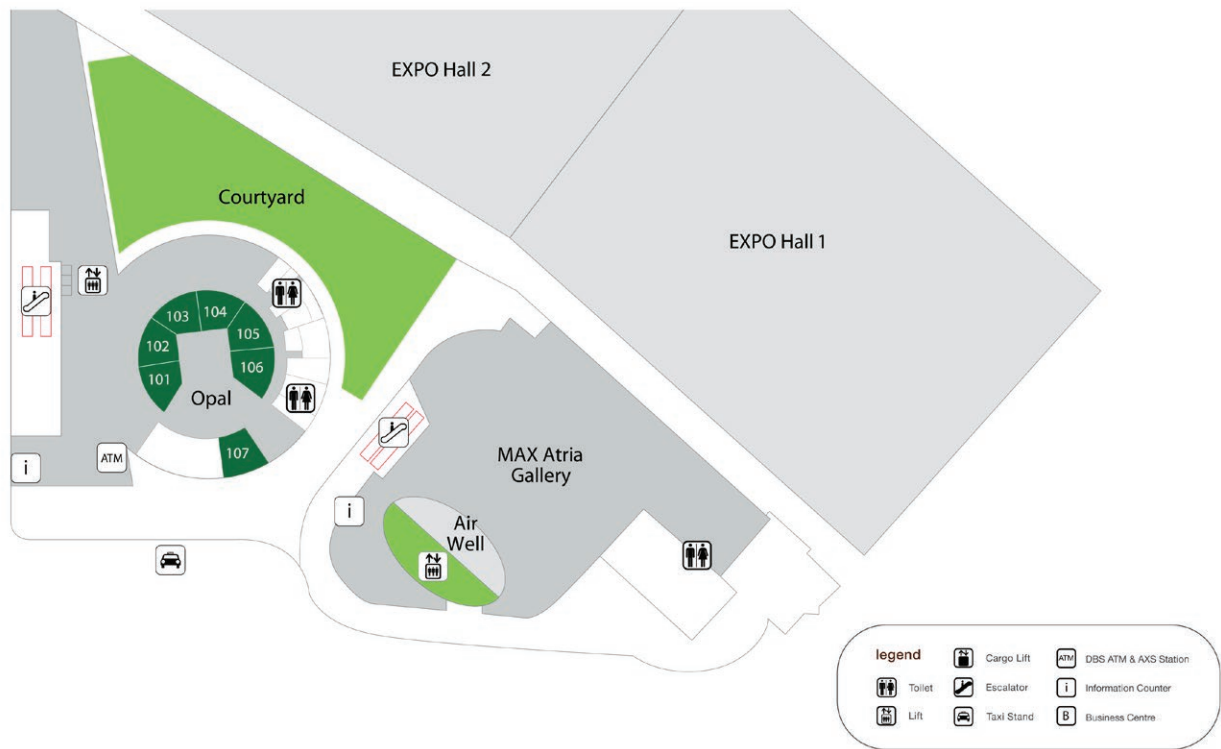 EXPO Hall 2
Courtyard
EXPO Hall 1
103
104
102
105
101
106
Opal
107
ATM
i
MAX Atria
Gallery
i
Air
Well
legend
Toilet
Lift
Cargo Lift
Escalator
Taxi Stand
ATM
DBS ATM & AXS Station
i
Information Counter
B
Business Centre